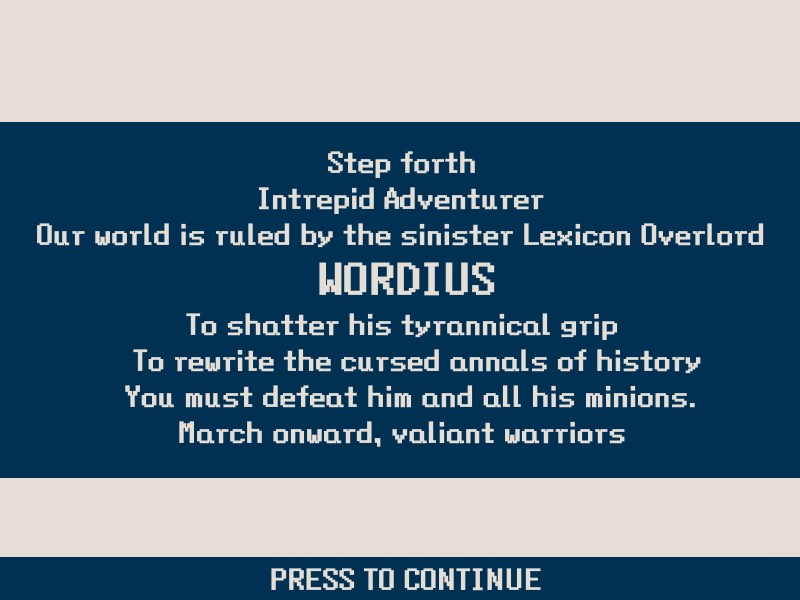 Step forth
Intrepid Adventurer
Our world is ruled by the sinister Lexicon Overlord
WORDIUS
To shatter his tyrannical grip
To rewrite the cursed annals of history
You must defeat him and all his minions.
March onward, valiant warriors
PRESS TO CONTINUE